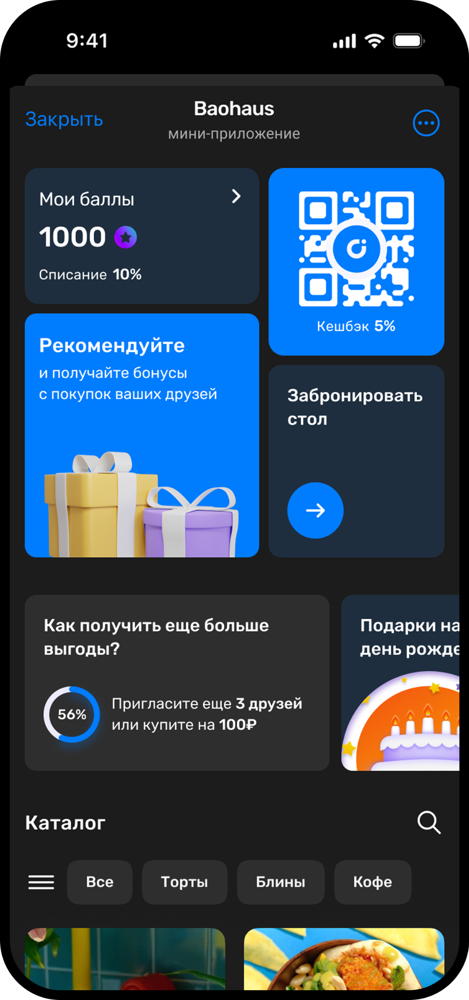 9:41
Закрыть
Baohaus
мини-приложение
Мои баллы
1000
Списание 10%
Кешбэк 5%
Рекомендуйте
и получайте бонусы
с покупок ваших друзей
Забронировать
стол
Как получить еще больше
выгоды?
56%
Пригласите еще 3 друзей
или купите на 100₽
Подарки на
день рожде
Каталог
Все
Торты
Блины
Кофе